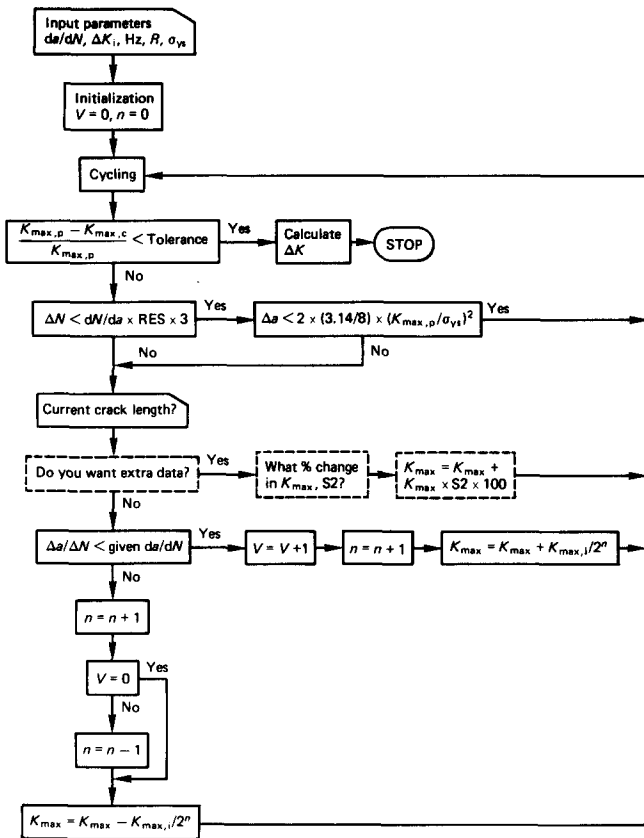 Input parameters
da/dN, ΔKᵢ, Hz, R, σys
Initialization
V = 0, n = 0
Cycling
Kmax,p − Kmax,c
Kmax,p
< Tolerance
Yes
Calculate
ΔK
STOP
No
ΔN < dN/da × RES × 3
Yes
Δa < 2 × (3.14/8) × (Kmax,p/σys)²
Yes
No
No
Current crack length?
Do you want extra data?
Yes
What % change
in Kmax, S2?
Kmax = Kmax +
Kmax × S2 × 100
No
Δa/ΔN < given da/dN
Yes
V = V+1
n = n + 1
Kmax = Kmax + Kmax,i/2ⁿ
No
n = n + 1
V = 0
Yes
No
n = n − 1
Kmax = Kmax − Kmax,i/2ⁿ